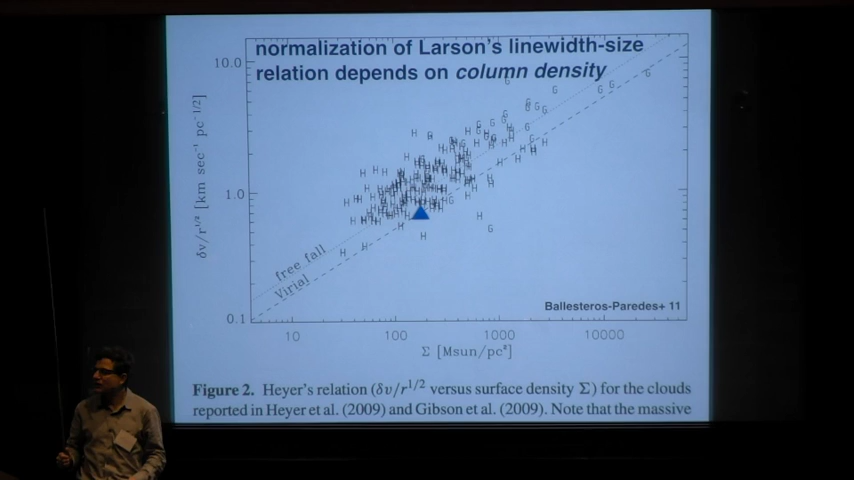 normalization of Larson's linewidth-size
relation depends on column density
10.0
1.0
0.1
δv/r^1/2 [km sec⁻¹ pc⁻¹/²]
free fall
Virial
Ballesteros-Paredes+ 11
10 100 1000 10000
Σ [Msun/pc²]
Figure 2. Heyer's relation (δv/r^1/2 versus surface density Σ) for the clouds
reported in Heyer et al. (2009) and Gibson et al. (2009). Note that the massive